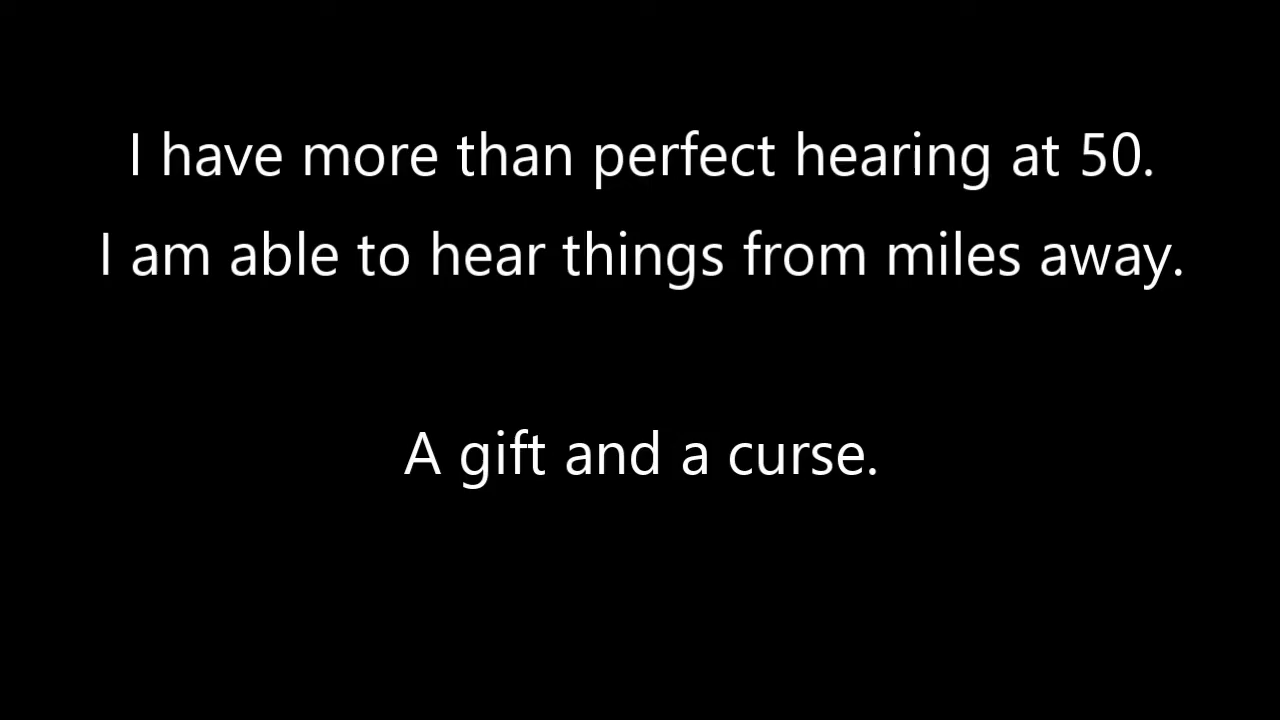 I have more than perfect hearing at 50.
I am able to hear things from miles away.
A gift and a curse.